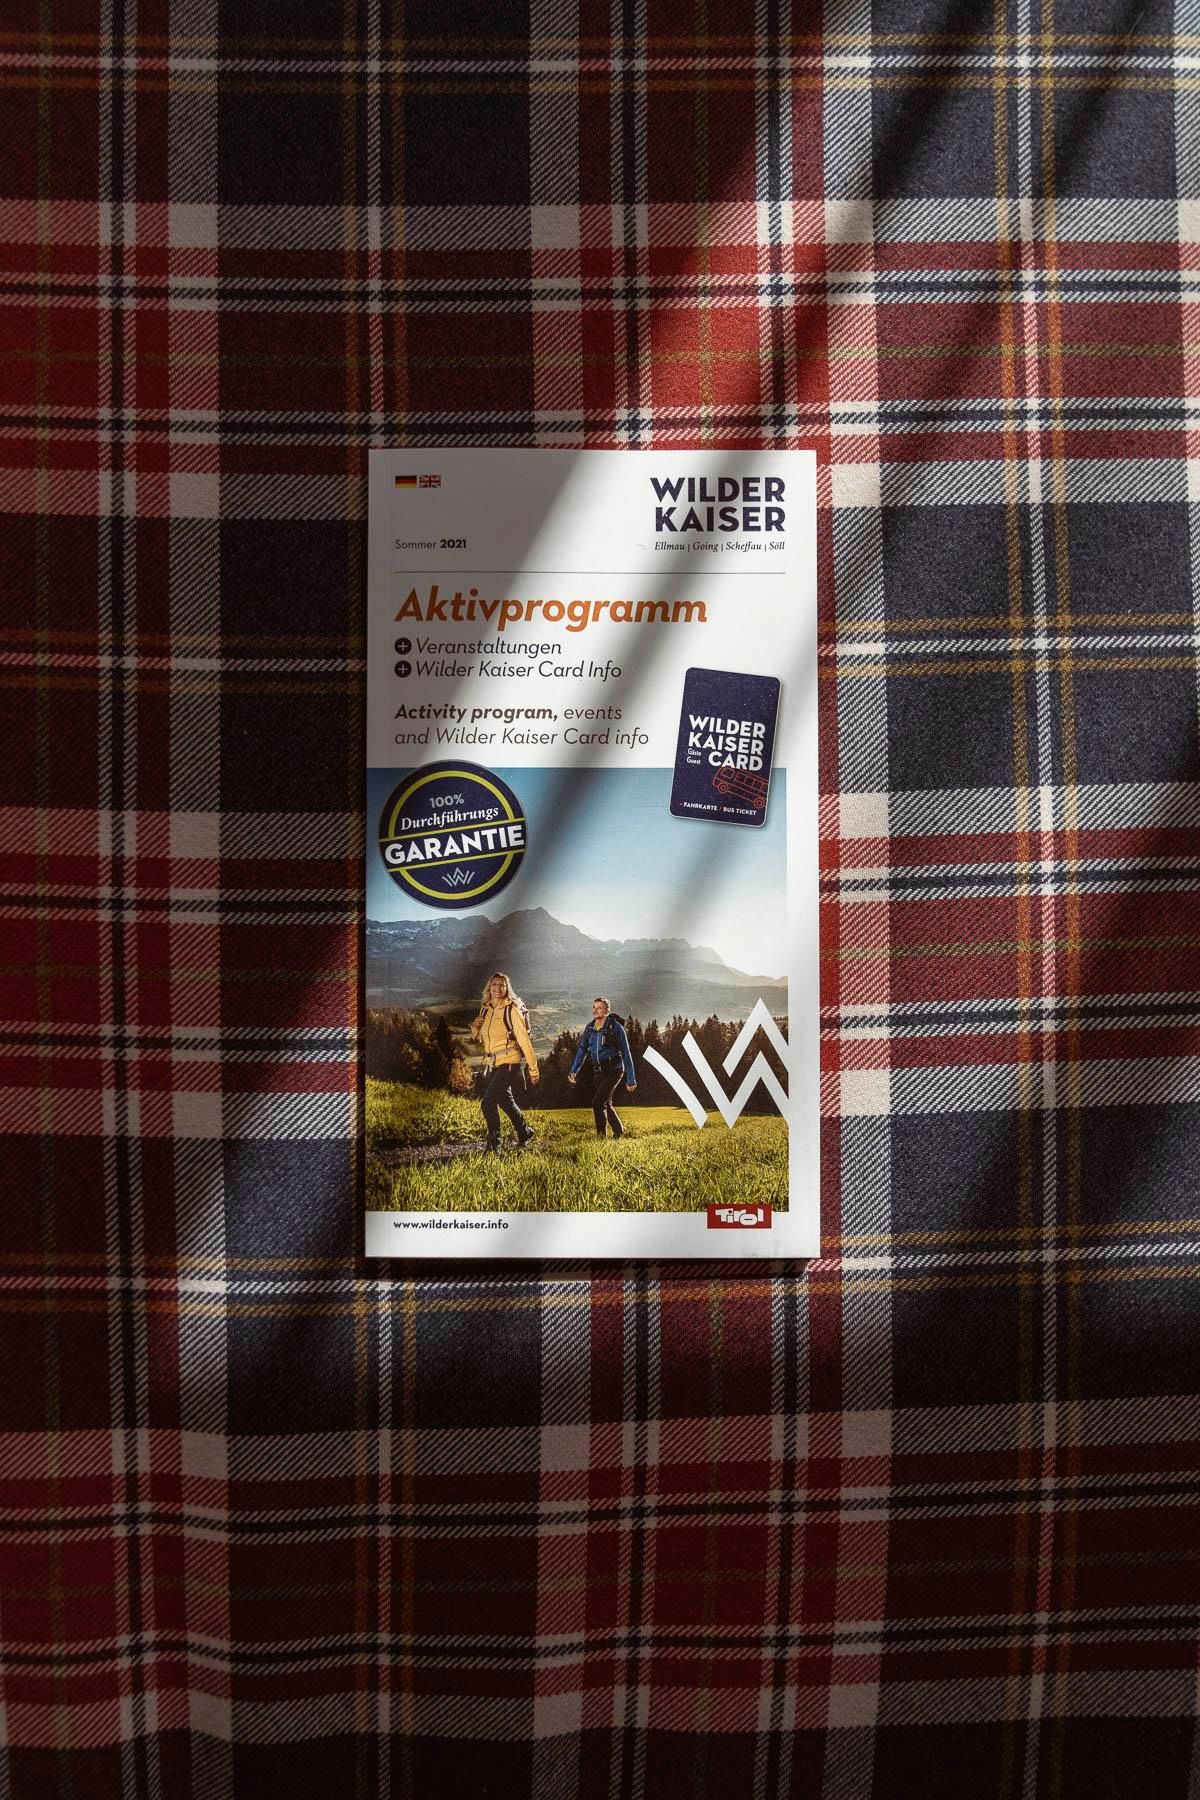 WILDER
KAISER
Ellmau | Going | Scheffau | Söll
Sommer 2021
Aktivprogramm
+ Veranstaltungen
+ Wilder Kaiser Card Info
Activity program, events
and Wilder Kaiser Card info
WILDER
KAISER
Gäste
Guest
CARD
+ FAHRKARTE / BUS TICKET
100%
Durchführungs
GARANTIE
www.wilderkaiser.info
Tirol